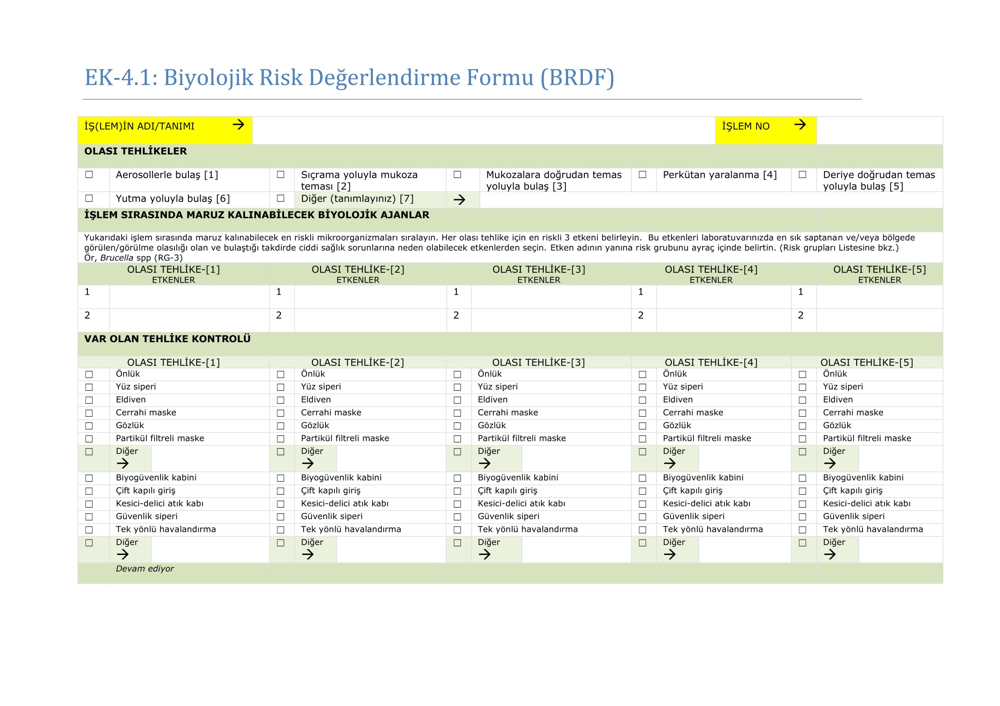 EK-4.1: Biyolojik Risk Değerlendirme Formu (BRDF)
İŞ(LEM)İN ADI/TANIMI → İŞLEM NO →
OLASI TEHLİKELER
☐ Aerosollerle bulaş [1] ☐ Sıçrama yoluyla mukoza teması [2] ☐ Mukozalara doğrudan temas yoluyla bulaş [3] ☐ Perkütan yaralanma [4] ☐ Deriye doğrudan temas yoluyla bulaş [5]
☐ Yutma yoluyla bulaş [6] ☐ Diğer (tanımlayınız) [7] →
İŞLEM SIRASINDA MARUZ KALINABİLECEK BİYOLOJİK AJANLAR
Yukarıdaki işlem sırasında maruz kalınabilecek en riskli mikroorganizmaları sıralayın. Her olası tehlike için en riskli 3 etkeni belirleyin. Bu etkenleri laboratuvarınızda en sık saptanan ve/veya bölgede
görülen/görülme olasılığı olan ve bulaştığı takdirde ciddi sağlık sorunlarına neden olabilecek etkenlerden seçin. Etken adının yanına risk grubunu ayraç içinde belirtin. (Risk grupları Listesine bkz.)
Ör, Brucella spp (RG-3)
OLASI TEHLİKE-[1] OLASI TEHLİKE-[2] OLASI TEHLİKE-[3] OLASI TEHLİKE-[4] OLASI TEHLİKE-[5]
ETKENLER ETKENLER ETKENLER ETKENLER ETKENLER
1 1 1 1 1
2 2 2 2 2
VAR OLAN TEHLİKE KONTROLÜ
OLASI TEHLİKE-[1] OLASI TEHLİKE-[2] OLASI TEHLİKE-[3] OLASI TEHLİKE-[4] OLASI TEHLİKE-[5]
☐ Önlük ☐ Önlük ☐ Önlük ☐ Önlük ☐ Önlük
☐ Yüz siperi ☐ Yüz siperi ☐ Yüz siperi ☐ Yüz siperi ☐ Yüz siperi
☐ Eldiven ☐ Eldiven ☐ Eldiven ☐ Eldiven ☐ Eldiven
☐ Cerrahi maske ☐ Cerrahi maske ☐ Cerrahi maske ☐ Cerrahi maske ☐ Cerrahi maske
☐ Gözlük ☐ Gözlük ☐ Gözlük ☐ Gözlük ☐ Gözlük
☐ Partikül filtreli maske ☐ Partikül filtreli maske ☐ Partikül filtreli maske ☐ Partikül filtreli maske ☐ Partikül filtreli maske
☐ Diğer → ☐ Diğer → ☐ Diğer → ☐ Diğer → ☐ Diğer →
☐ Biyogüvenlik kabini ☐ Biyogüvenlik kabini ☐ Biyogüvenlik kabini ☐ Biyogüvenlik kabini ☐ Biyogüvenlik kabini
☐ Çift kapılı giriş ☐ Çift kapılı giriş ☐ Çift kapılı giriş ☐ Çift kapılı giriş ☐ Çift kapılı giriş
☐ Kesici-delici atık kabı ☐ Kesici-delici atık kabı ☐ Kesici-delici atık kabı ☐ Kesici-delici atık kabı ☐ Kesici-delici atık kabı
☐ Güvenlik siperi ☐ Güvenlik siperi ☐ Güvenlik siperi ☐ Güvenlik siperi ☐ Güvenlik siperi
☐ Tek yönlü havalandırma ☐ Tek yönlü havalandırma ☐ Tek yönlü havalandırma ☐ Tek yönlü havalandırma ☐ Tek yönlü havalandırma
☐ Diğer → ☐ Diğer → ☐ Diğer → ☐ Diğer → ☐ Diğer →
Devam ediyor